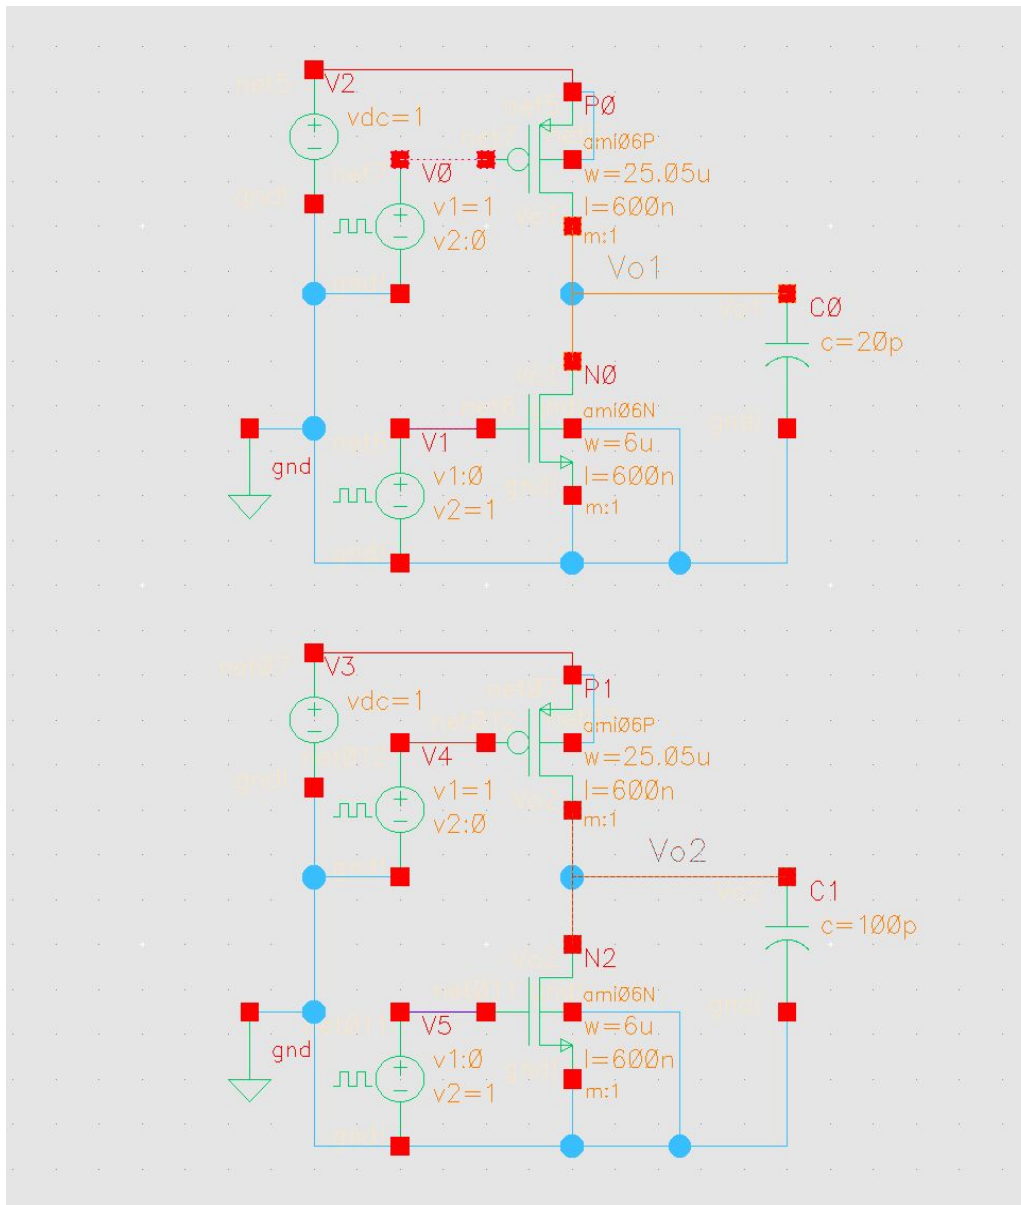 V2
vdc=1
P0
ami06P
w=25.05u
l=600n
m:1
V0
v1=1
v2:0
Vo1
C0
c=20p
N0
ami06N
w=6u
l=600n
m:1
V1
v1:0
v2=1
gnd
V3
vdc=1
P1
ami06P
w=25.05u
l=600n
m:1
V4
v1=1
v2:0
Vo2
C1
c=100p
N2
ami06N
w=6u
l=600n
m:1
V5
v1:0
v2=1
gnd